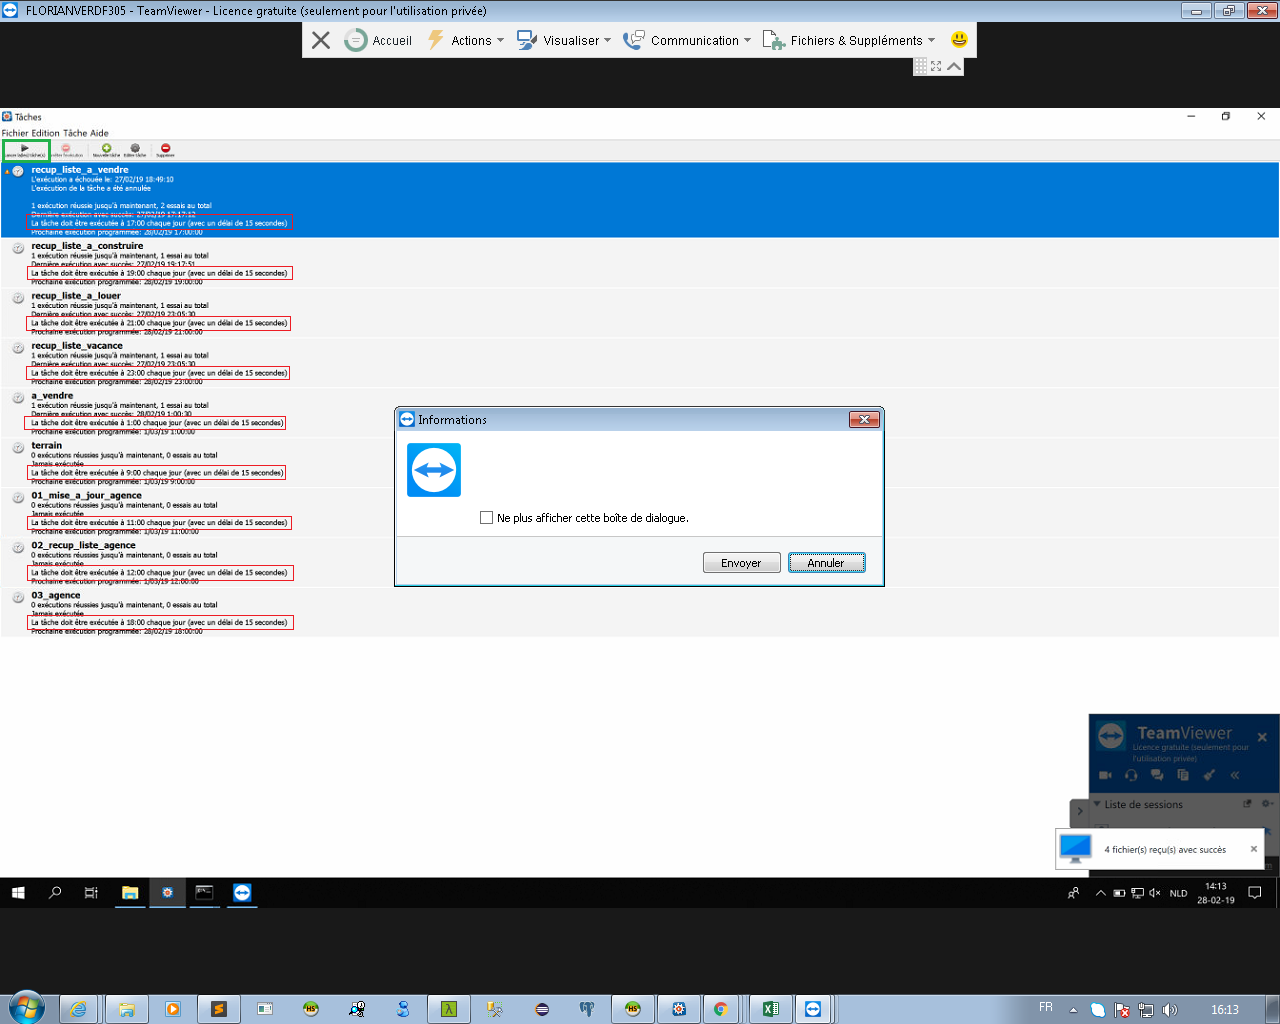 FLORIANVERDF305 - TeamViewer - Licence gratuite (seulement pour l'utilisation privée)
Accueil Actions Visualiser Communication Fichiers & Suppléments
Tâches
Fichier Edition Tâche Aide
Nouvelle tâche Editer tâche Supprimer
recup_liste_a_vendre
L'exécution a échouée le: 27/02/19 18:49:10
L'exécution de la tâche a été annulée
1 exécution réussie jusqu'à maintenant, 2 essais au total
Dernière exécution avec succès: 27/02/19 17:17:12
La tâche doit être exécutée à 17:00 chaque jour (avec un délai de 15 secondes)
Prochaine exécution programmée: 28/02/19 17:00:00
recup_liste_a_construire
1 exécution réussie jusqu'à maintenant, 1 essai au total
Dernière exécution avec succès: 27/02/19 19:17:51
La tâche doit être exécutée à 19:00 chaque jour (avec un délai de 15 secondes)
Prochaine exécution programmée: 28/02/19 19:00:00
recup_liste_a_louer
1 exécution réussie jusqu'à maintenant, 1 essai au total
Dernière exécution avec succès: 27/02/19 23:05:30
La tâche doit être exécutée à 21:00 chaque jour (avec un délai de 15 secondes)
Prochaine exécution programmée: 28/02/19 21:00:00
recup_liste_vacance
1 exécution réussie jusqu'à maintenant, 1 essai au total
Dernière exécution avec succès: 27/02/19 23:05:30
La tâche doit être exécutée à 23:00 chaque jour (avec un délai de 15 secondes)
Prochaine exécution programmée: 28/02/19 23:00:00
a_vendre
1 exécution réussie jusqu'à maintenant, 1 essai au total
Dernière exécution avec succès: 28/02/19 1:00:30
La tâche doit être exécutée à 1:00 chaque jour (avec un délai de 15 secondes)
Prochaine exécution programmée: 1/03/19 1:00:00
terrain
0 exécutions réussies jusqu'à maintenant, 0 essais au total
Jamais exécutée
La tâche doit être exécutée à 9:00 chaque jour (avec un délai de 15 secondes)
Prochaine exécution programmée: 1/03/19 9:00:00
01_mise_a_jour_agence
0 exécutions réussies jusqu'à maintenant, 0 essais au total
Jamais exécutée
La tâche doit être exécutée à 11:00 chaque jour (avec un délai de 15 secondes)
Prochaine exécution programmée: 1/03/19 11:00:00
02_recup_liste_agence
0 exécutions réussies jusqu'à maintenant, 0 essais au total
Jamais exécutée
La tâche doit être exécutée à 12:00 chaque jour (avec un délai de 15 secondes)
Prochaine exécution programmée: 1/03/19 12:00:00
03_agence
0 exécutions réussies jusqu'à maintenant, 0 essais au total
Jamais exécutée
La tâche doit être exécutée à 18:00 chaque jour (avec un délai de 15 secondes)
Prochaine exécution programmée: 28/02/19 18:00:00
Informations
Ne plus afficher cette boîte de dialogue.
Envoyer Annuler
TeamViewer
Licence gratuite (seulement pour
l'utilisation privée)
Liste de sessions
4 fichier(s) reçu(s) avec succès
NLD
14:13
28-02-19
FR
16:13